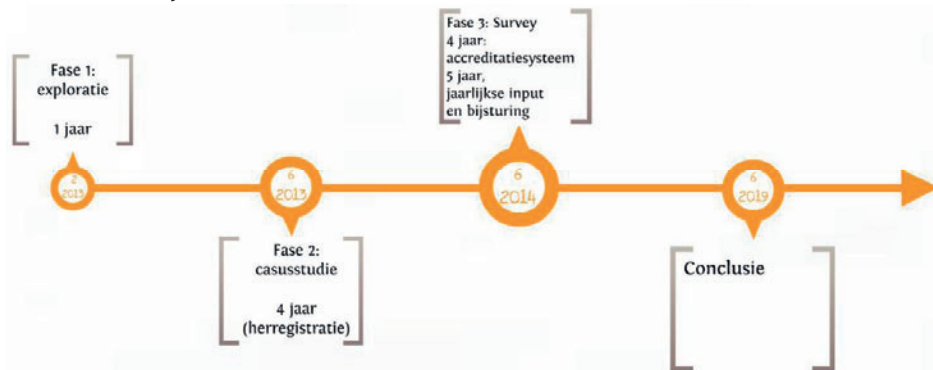 Fase 1:
exploratie
1 jaar
2
2013
6
2013
Fase 2:
casusstudie
4 jaar
(herregistratie)
Fase 3: Survey
4 jaar:
accreditatiesysteem
5 jaar,
jaarlijkse input
en bijsturing
6
2014
6
2019
Conclusie